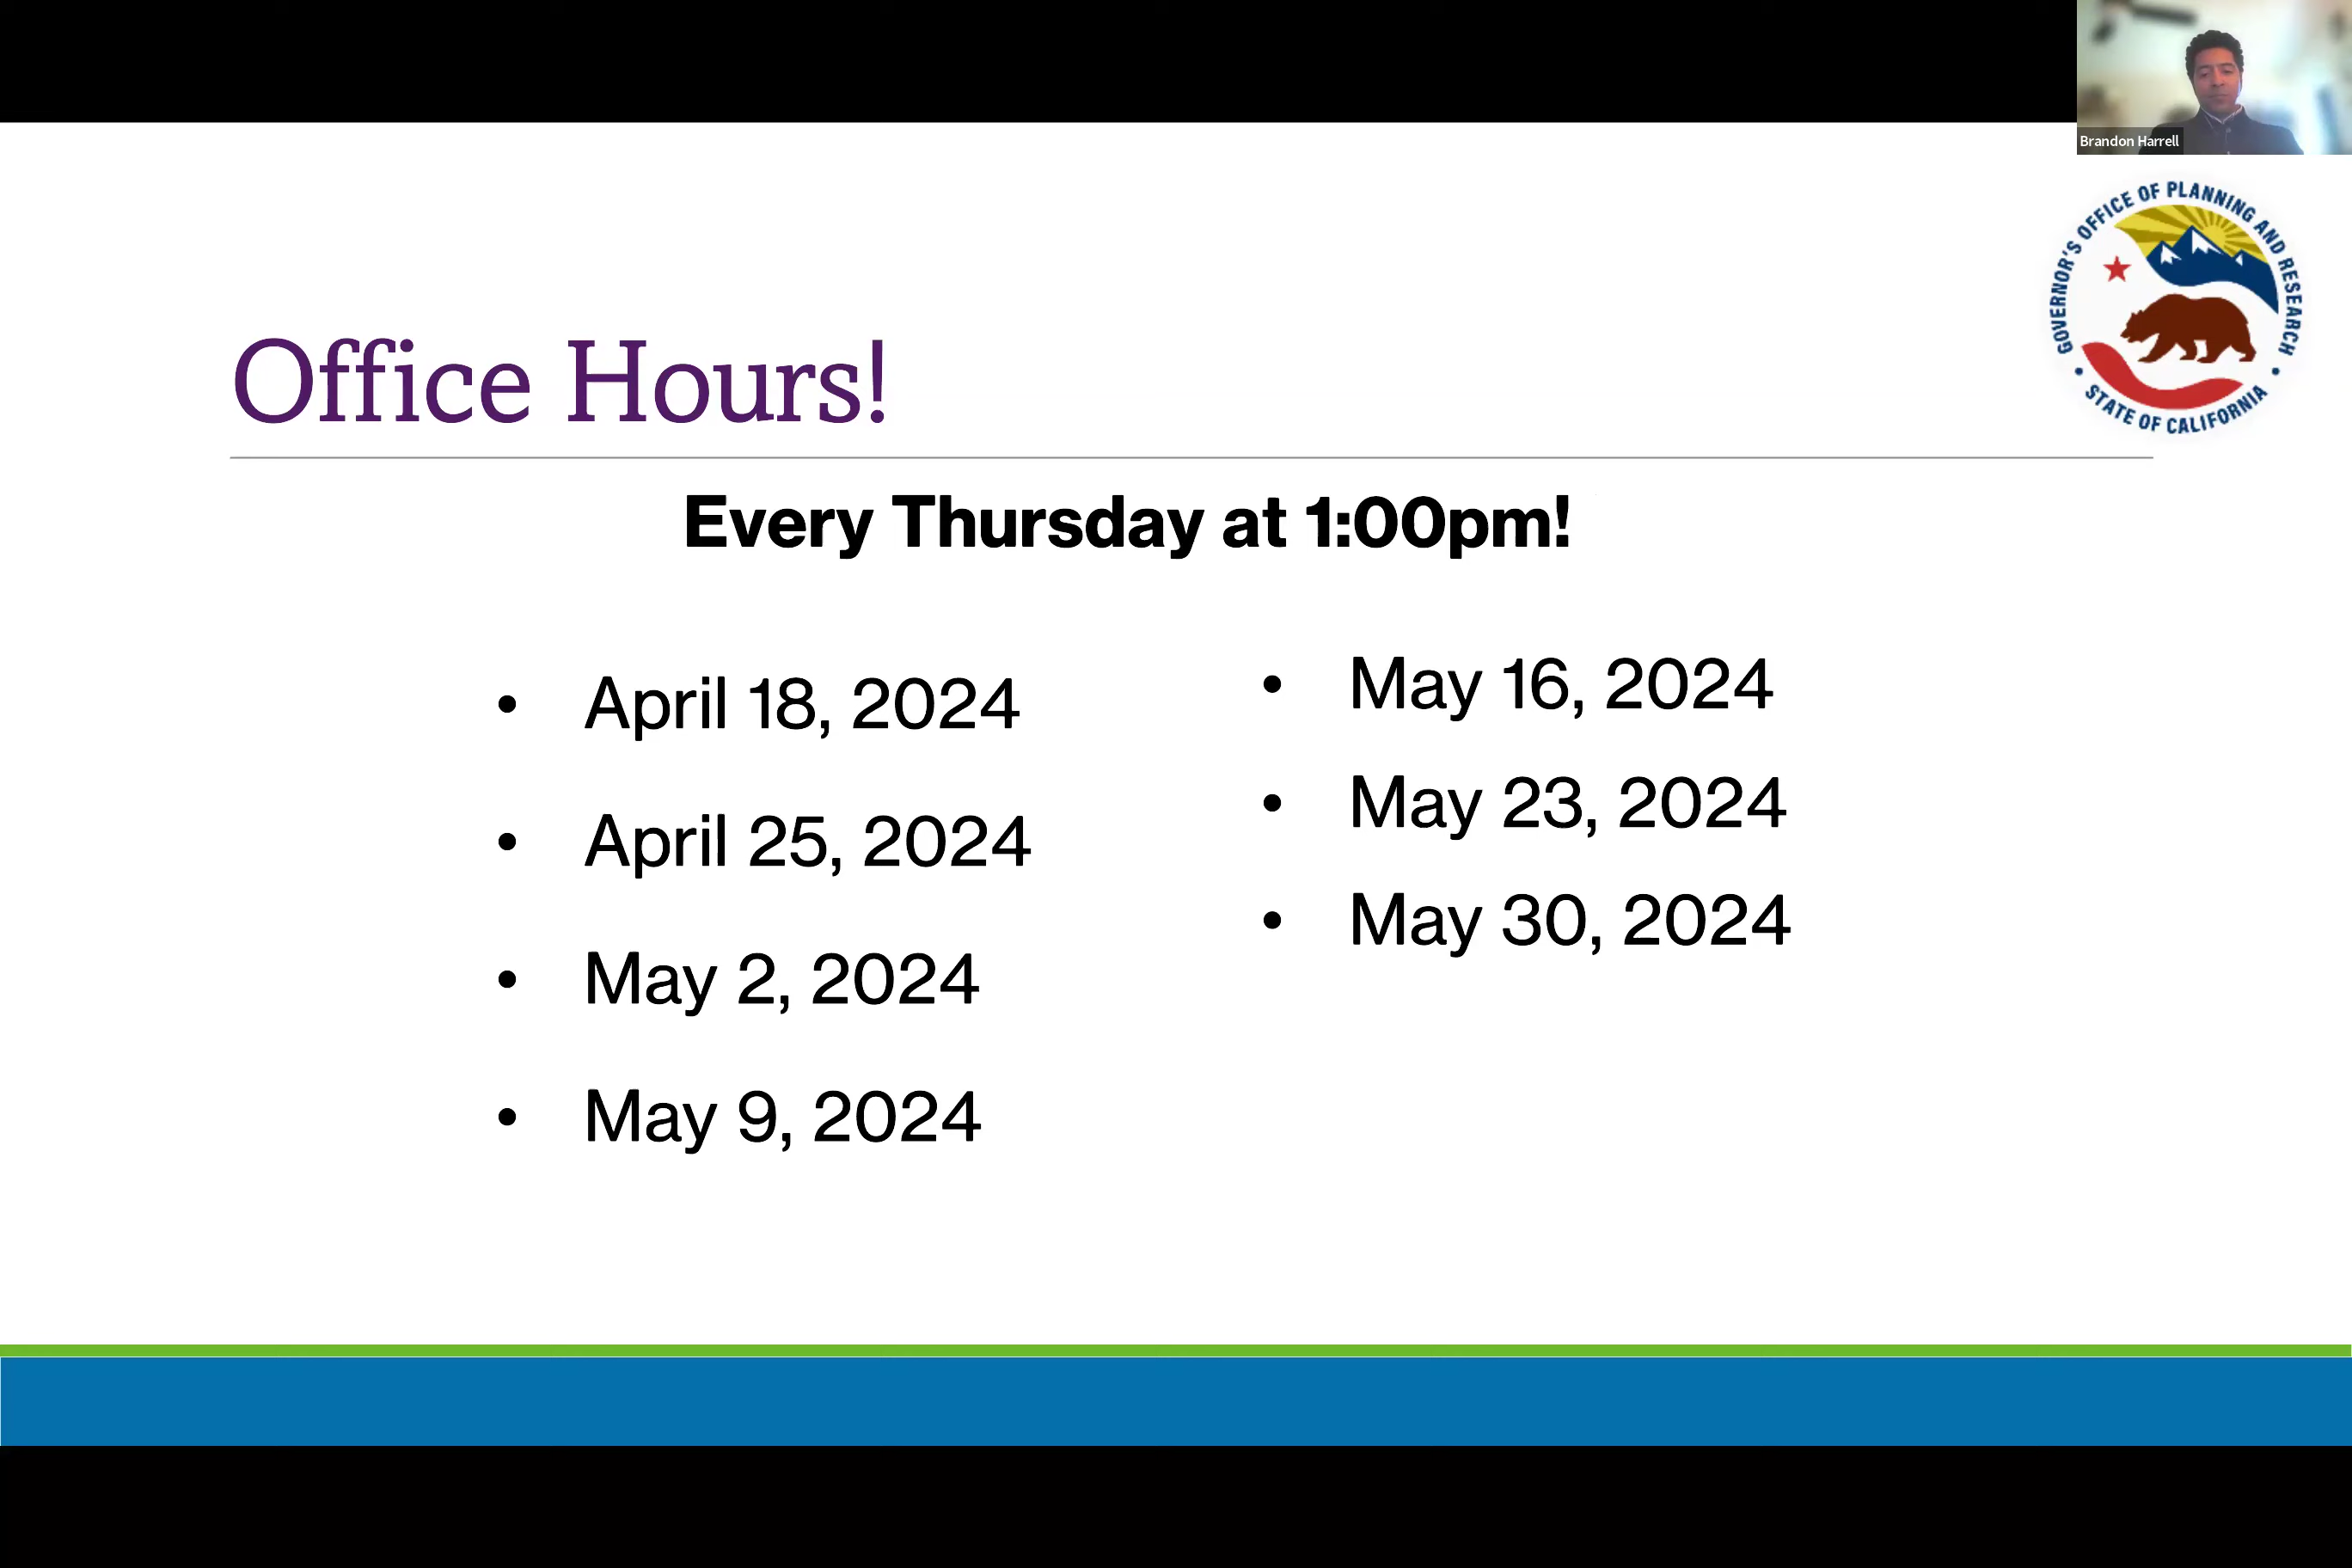 Brandon Harrell
GOVERNOR'S OFFICE OF PLANNING AND RESEARCH
• STATE OF CALIFORNIA •
Office Hours!
Every Thursday at 1:00pm!
• April 18, 2024
• April 25, 2024
• May 2, 2024
• May 9, 2024
• May 16, 2024
• May 23, 2024
• May 30, 2024